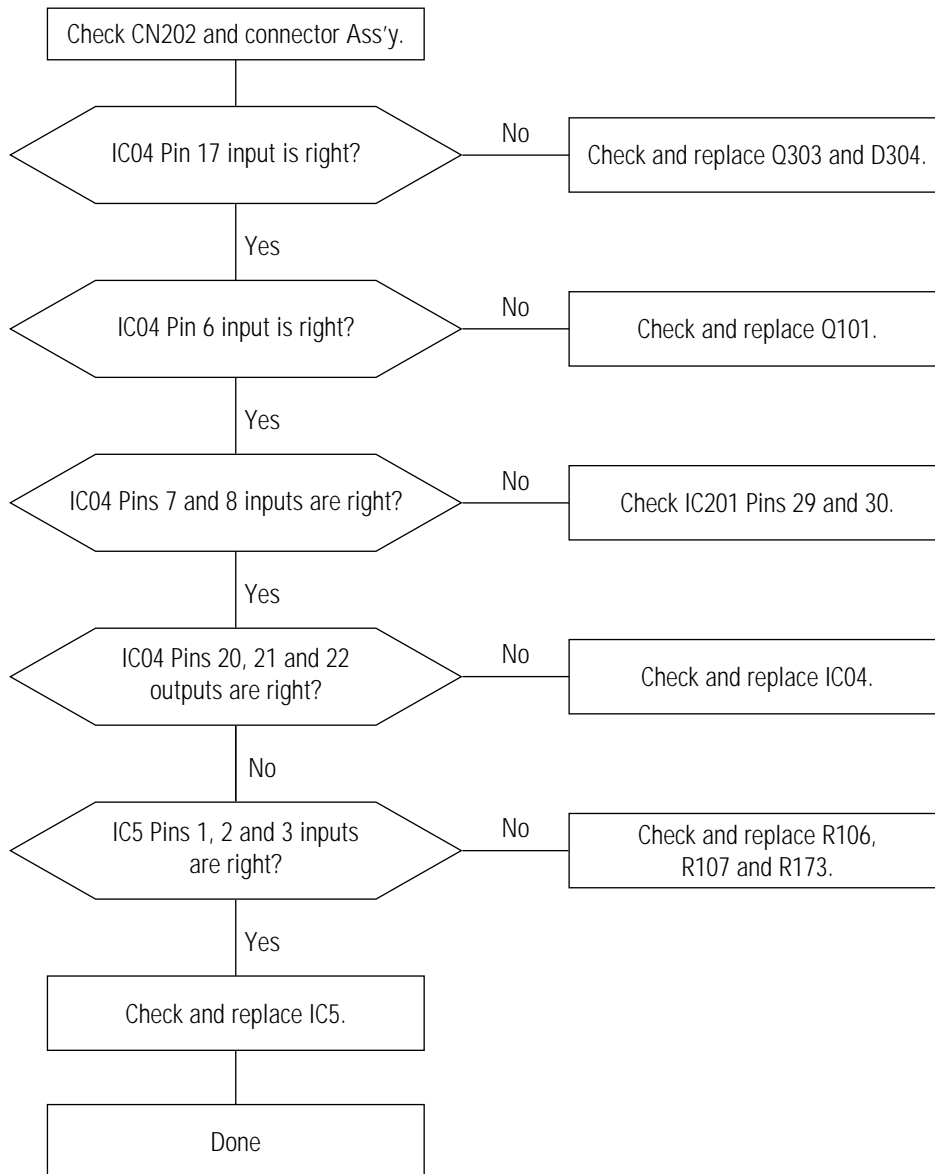 Check CN202 and connector Ass'y.
IC04 Pin 17 input is right?
No
Check and replace Q303 and D304.
Yes
IC04 Pin 6 input is right?
No
Check and replace Q101.
Yes
IC04 Pins 7 and 8 inputs are right?
No
Check IC201 Pins 29 and 30.
Yes
IC04 Pins 20, 21 and 22
outputs are right?
No
Check and replace IC04.
No
IC5 Pins 1, 2 and 3 inputs
are right?
No
Check and replace R106,
R107 and R173.
Yes
Check and replace IC5.
Done